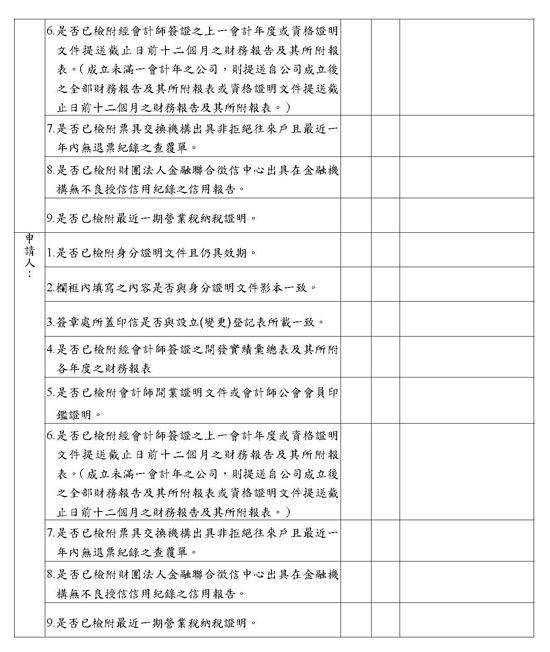 6.是否已檢附經會計師簽證之上一會計年度或資格證明
文件提送截止日前十二個月之財務報告及其所附報
表。（成立未滿一會計年之公司，則提送自公司成立後
之全部財務報告及其所附報表或資格證明文件提送截
止日前十二個月之財務報告及其所附報表。）
7.是否已檢附票具交換機構出具非拒絕往來戶且最近一
年內無退票紀錄之查覆單。
8.是否已檢附財團法人金融聯合徵信中心出具在金融機
構無不良授信信用紀錄之信用報告。
9.是否已檢附最近一期營業稅納稅證明。
申請人：
1.是否已檢附身分證明文件且仍具效期。
2.欄框內填寫之內容是否與身分證明文件影本一致。
3.簽章處所蓋印信是否與設立(變更)登記表所載一致。
4.是否已檢附經會計師簽證之開發實績彙總表及其所附
各年度之財務報表
5.是否已檢附會計師開業證明文件或會計師公會會員印
鑑證明。
6.是否已檢附經會計師簽證之上一會計年度或資格證明
文件提送截止日前十二個月之財務報告及其所附報
表。（成立未滿一會計年之公司，則提送自公司成立後
之全部財務報告及其所附報表或資格證明文件提送截
止日前十二個月之財務報告及其所附報表。）
7.是否已檢附票具交換機構出具非拒絕往來戶且最近一
年內無退票紀錄之查覆單。
8.是否已檢附財團法人金融聯合徵信中心出具在金融機
構無不良授信信用紀錄之信用報告。
9.是否已檢附最近一期營業稅納稅證明。